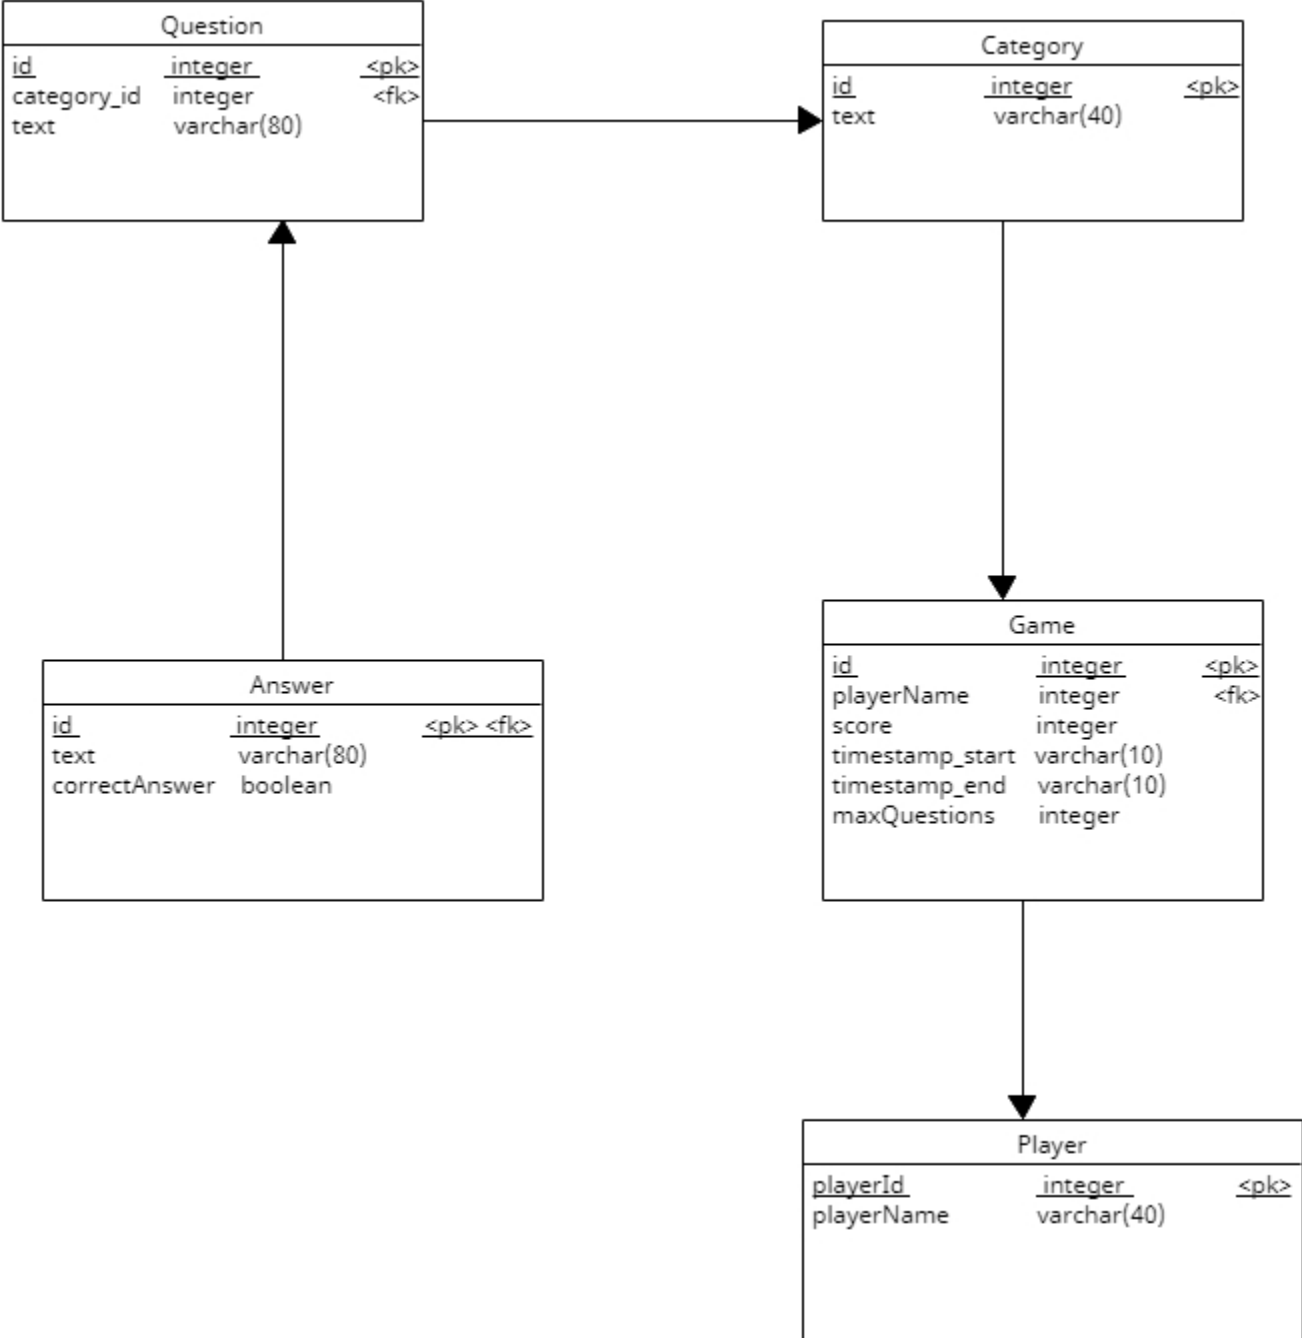 Question
id integer <pk>
category_id integer <fk>
text varchar(80)
Category
id integer <pk>
text varchar(40)
Answer
id integer <pk> <fk>
text varchar(80)
correctAnswer boolean
Game
id integer <pk>
playerName integer <fk>
score integer
timestamp_start varchar(10)
timestamp_end varchar(10)
maxQuestions integer
Player
playerId integer <pk>
playerName varchar(40)